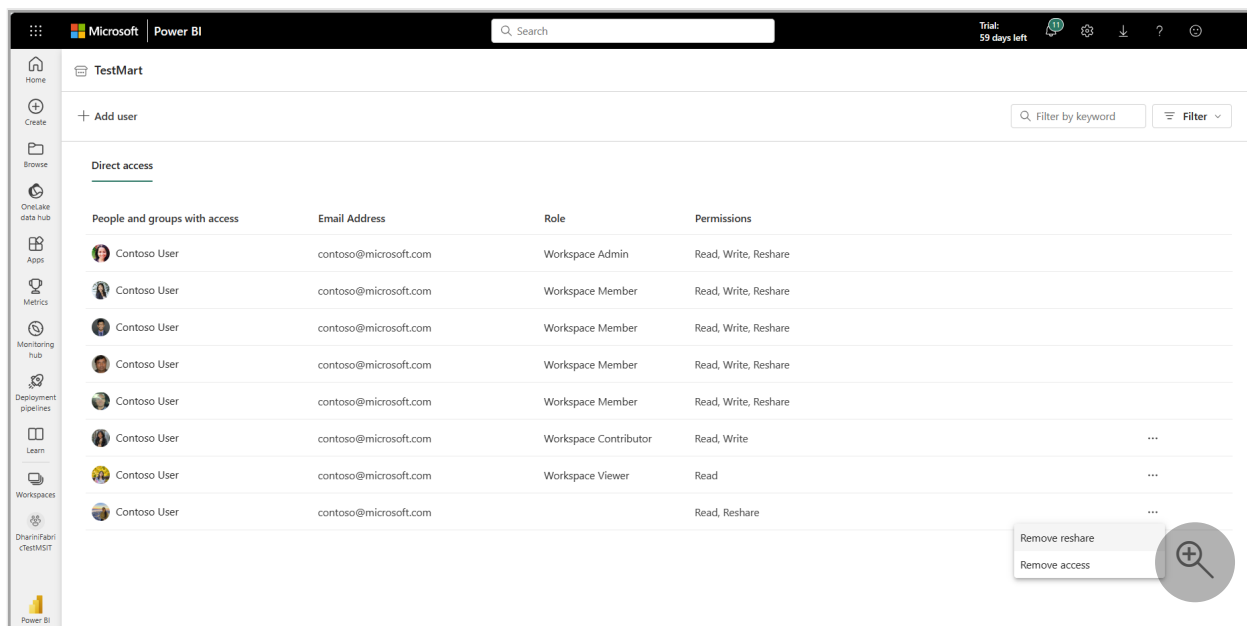 Microsoft Power BI
Search
Trial:
59 days left
11
?
Home
Create
Browse
OneLake
data hub
Apps
Metrics
Monitoring
hub
Deployment
pipelines
Learn
Workspaces
DhariniFabri
cTestMSIT
Power BI
TestMart
Add user
Filter by keyword
Filter
Direct access
People and groups with access Email Address Role Permissions
Contoso User contoso@microsoft.com Workspace Admin Read, Write, Reshare
Contoso User contoso@microsoft.com Workspace Member Read, Write, Reshare
Contoso User contoso@microsoft.com Workspace Member Read, Write, Reshare
Contoso User contoso@microsoft.com Workspace Member Read, Write, Reshare
Contoso User contoso@microsoft.com Workspace Member Read, Write, Reshare
Contoso User contoso@microsoft.com Workspace Contributor Read, Write ...
Contoso User contoso@microsoft.com Workspace Viewer Read ...
Contoso User contoso@microsoft.com Read, Reshare ...
Remove reshare
Remove access